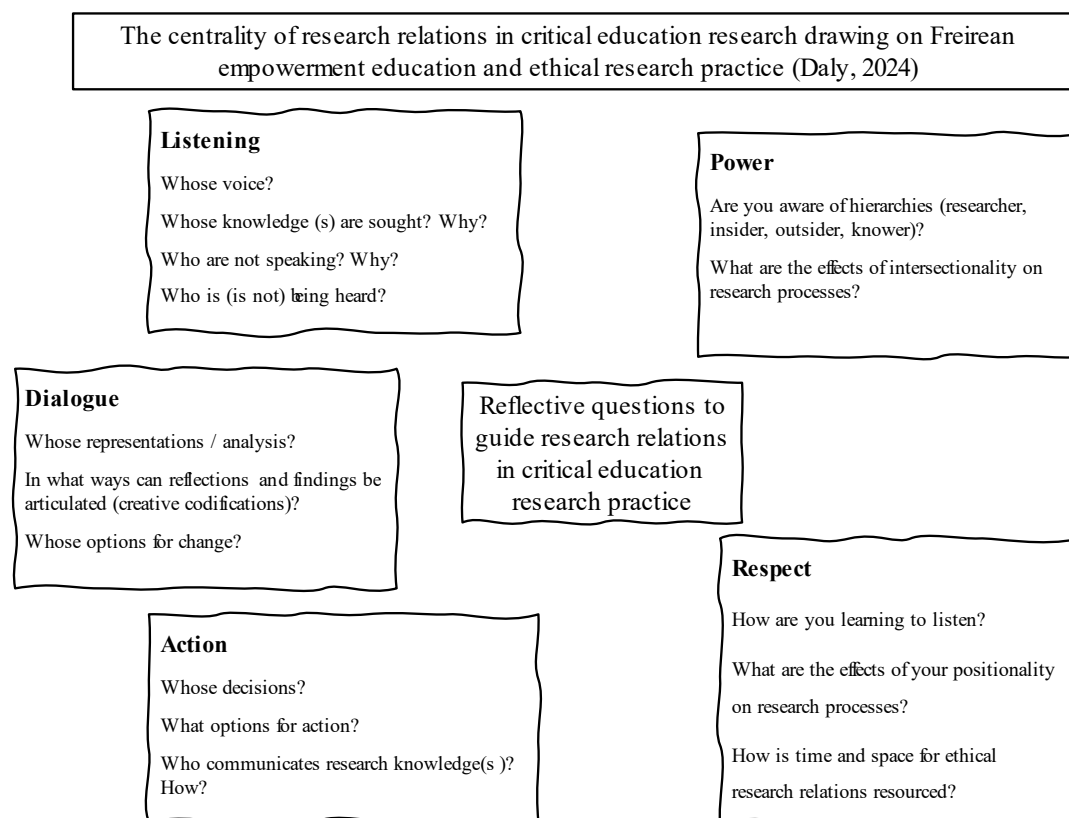 The centrality of research relations in critical education research drawing on Freirean
empowerment education and ethical research practice (Daly, 2024)
Listening
Whose voice?
Whose knowledge (s) are sought? Why?
Who are not speaking? Why?
Who is (is not) being heard?
Power
Are you aware of hierarchies (researcher,
insider, outsider, knower)?
What are the effects of intersectionality on
research processes?
Dialogue
Whose representations / analysis?
In what ways can reflections and findings be
articulated (creative codifications)?
Whose options for change?
Reflective questions to
guide research relations
in critical education
research practice
Action
Whose decisions?
What options for action?
Who communicates research knowledge(s )?
How?
Respect
How are you learning to listen?
What are the effects of your positionality
on research processes?
How is time and space for ethical
research relations resourced?